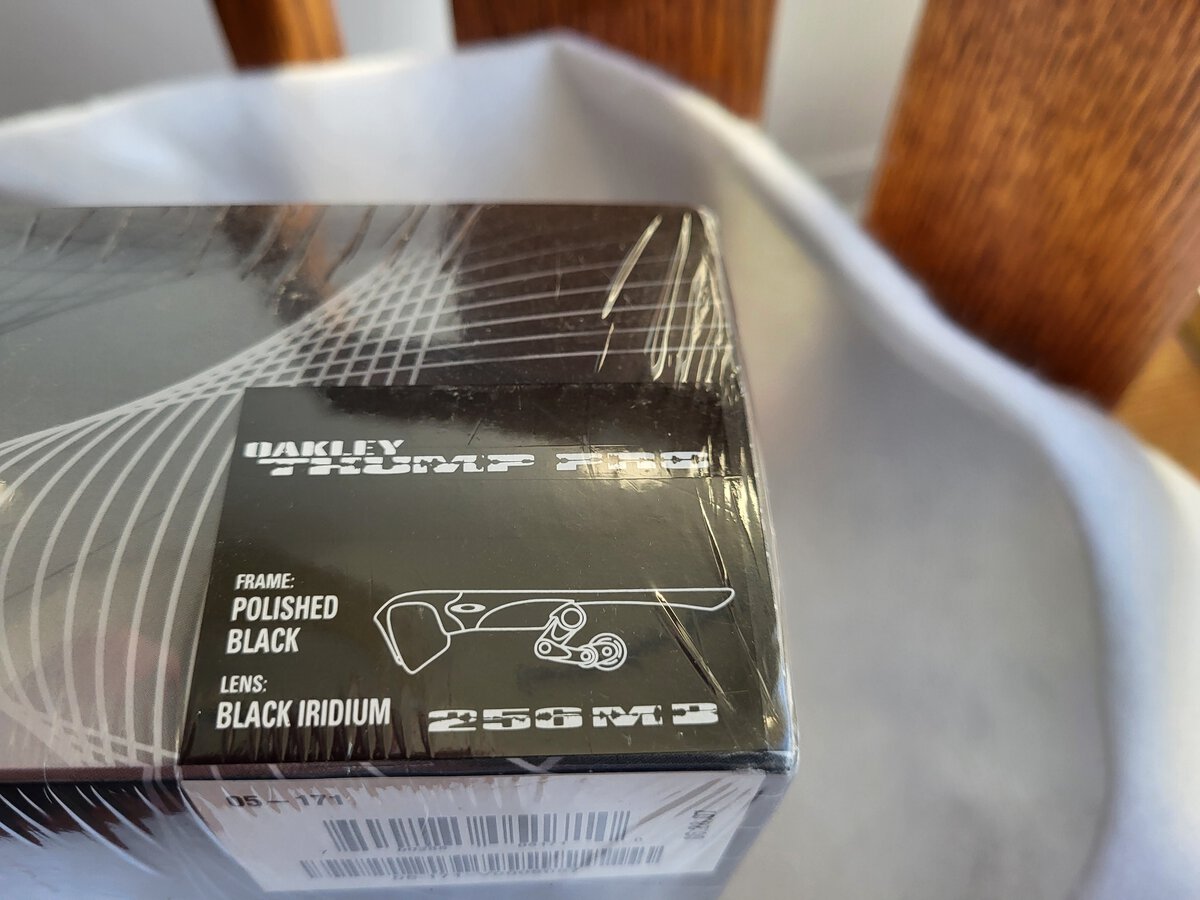 OAKLEY
THUMP PRO
FRAME:
POLISHED
BLACK
LENS:
BLACK IRIDIUM
256MB
05-171